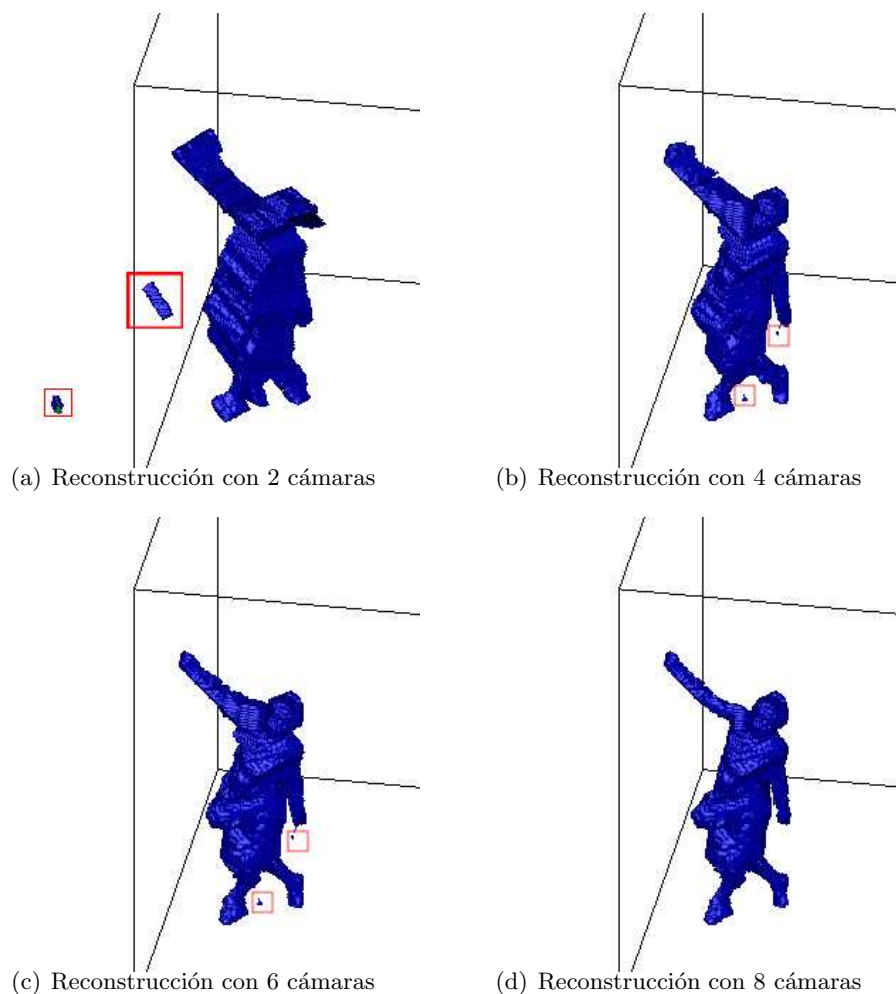 (a) Reconstrucción con 2 cámaras
(b) Reconstrucción con 4 cámaras
(c) Reconstrucción con 6 cámaras
(d) Reconstrucción con 8 cámaras